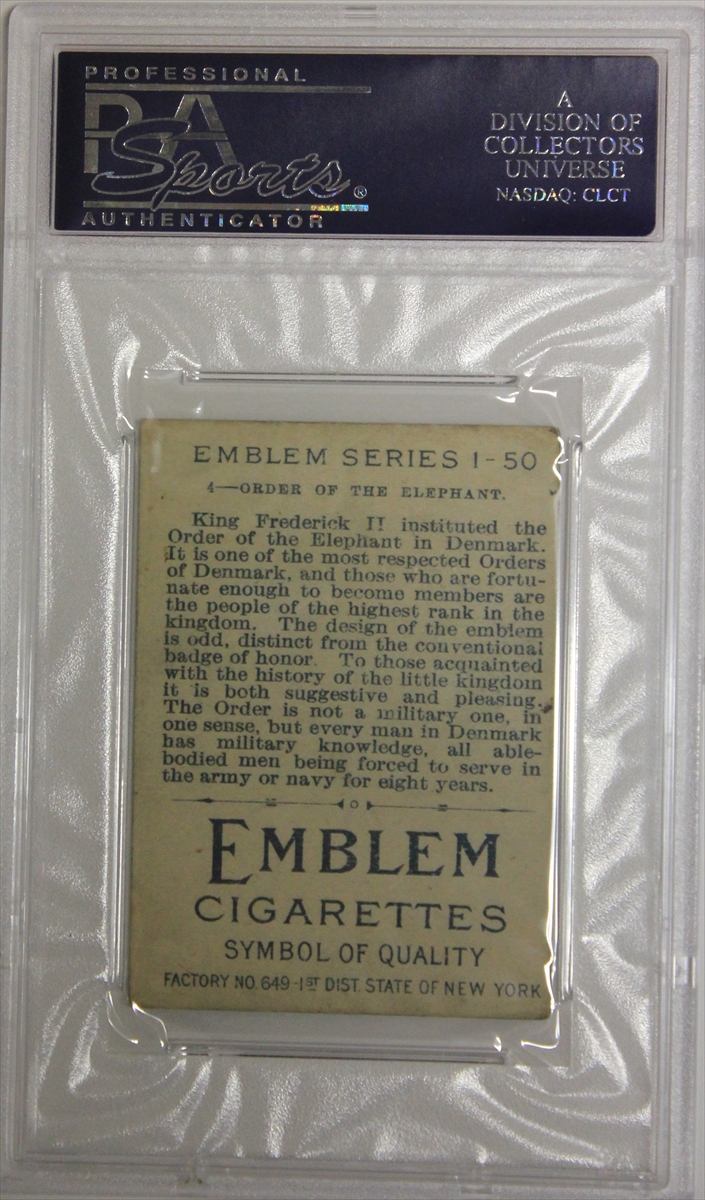 PROFESSIONAL
PSA
Sports®
AUTHENTICATOR
A
DIVISION OF
COLLECTORS
UNIVERSE
NASDAQ: CLCT
EMBLEM SERIES 1-50
4—ORDER OF THE ELEPHANT.
King Frederick II instituted the
Order of the Elephant in Denmark.
It is one of the most respected Orders
of Denmark, and those who are fortu-
nate enough to become members are
the people of the highest rank in the
kingdom. The design of the emblem
is odd, distinct from the conventional
badge of honor. To those acquainted
with the history of the little kingdom
it is both suggestive and pleasing.
The Order is not a military one, in
one sense, but every man in Denmark
has military knowledge, all able-
bodied men being forced to serve in
the army or navy for eight years.
EMBLEM
CIGARETTES
SYMBOL OF QUALITY
FACTORY NO. 649-1ST DIST. STATE OF NEW YORK